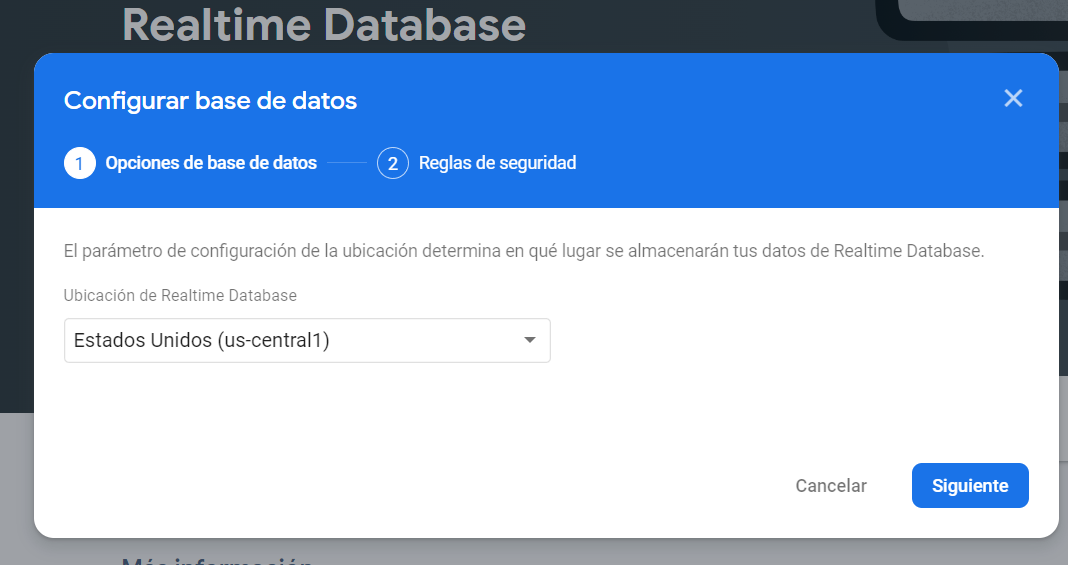 Realtime Database
Configurar base de datos
1 Opciones de base de datos
2 Reglas de seguridad
El parámetro de configuración de la ubicación determina en qué lugar se almacenarán tus datos de Realtime Database.
Ubicación de Realtime Database
Estados Unidos (us-central1)
Cancelar
Siguiente
Más información